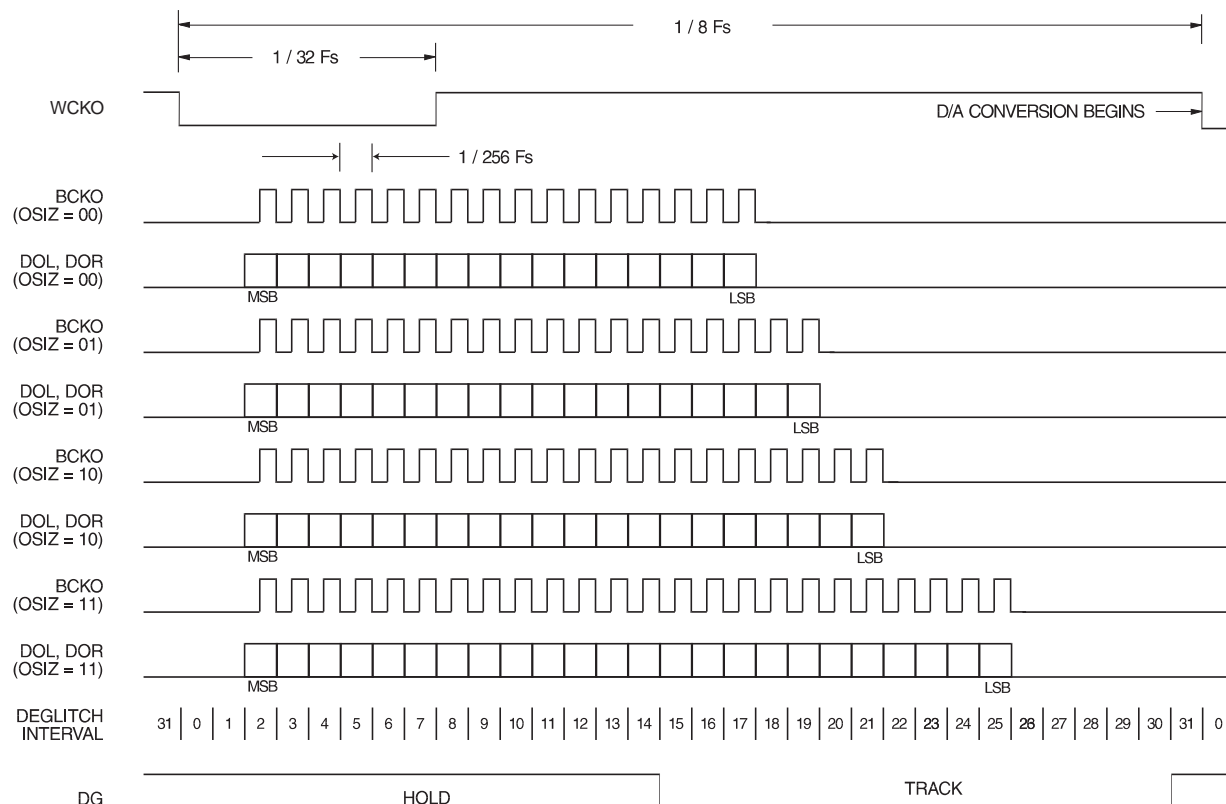 1 / 8 Fs
1 / 32 Fs
WCKO
D/A CONVERSION BEGINS
1 / 256 Fs
BCKO
(OSIZ = 00)
DOL, DOR
(OSIZ = 00)
MSB
LSB
BCKO
(OSIZ = 01)
DOL, DOR
(OSIZ = 01)
MSB
LSB
BCKO
(OSIZ = 10)
DOL, DOR
(OSIZ = 10)
MSB
LSB
BCKO
(OSIZ = 11)
DOL, DOR
(OSIZ = 11)
MSB
LSB
DEGLITCH
INTERVAL
31 0 1 2 3 4 5 6 7 8 9 10 11 12 13 14 15 16 17 18 19 20 21 22 23 24 25 26 27 28 29 30 31 0
DG
HOLD
TRACK